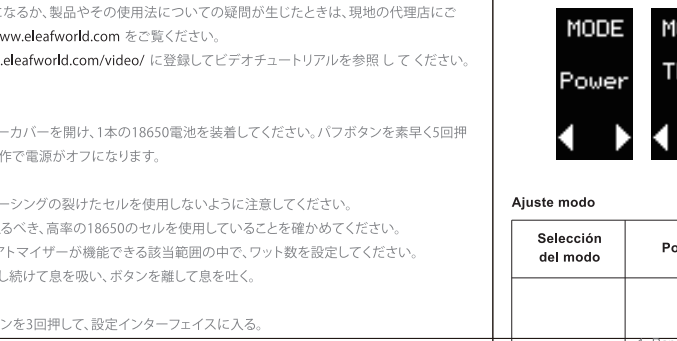 になるか、製品やその使用法についての疑問が生じたときは、現地の代理店にご
ww.eleafworld.com をご覧ください。
.eleafworld.com/video/ に登録してビデオチュートリアルを参照 し て ください。
ーカバーを開け、1本の18650電池を装着してください。パフボタンを素早く5回押
作で電源がオフになります。
ーシングの裂けたセルを使用しないように注意してください。
るべき、高率の18650のセルを使用していることを確かめてください。
アトマイザーが機能できる該当範囲の中で、ワット数を設定してください。
し続けて息を吸い、ボタンを離して息を吐く。
ンを3回押して、設定インターフェイスに入る。
MODE
Power
Ajuste modo
Selección
del modo